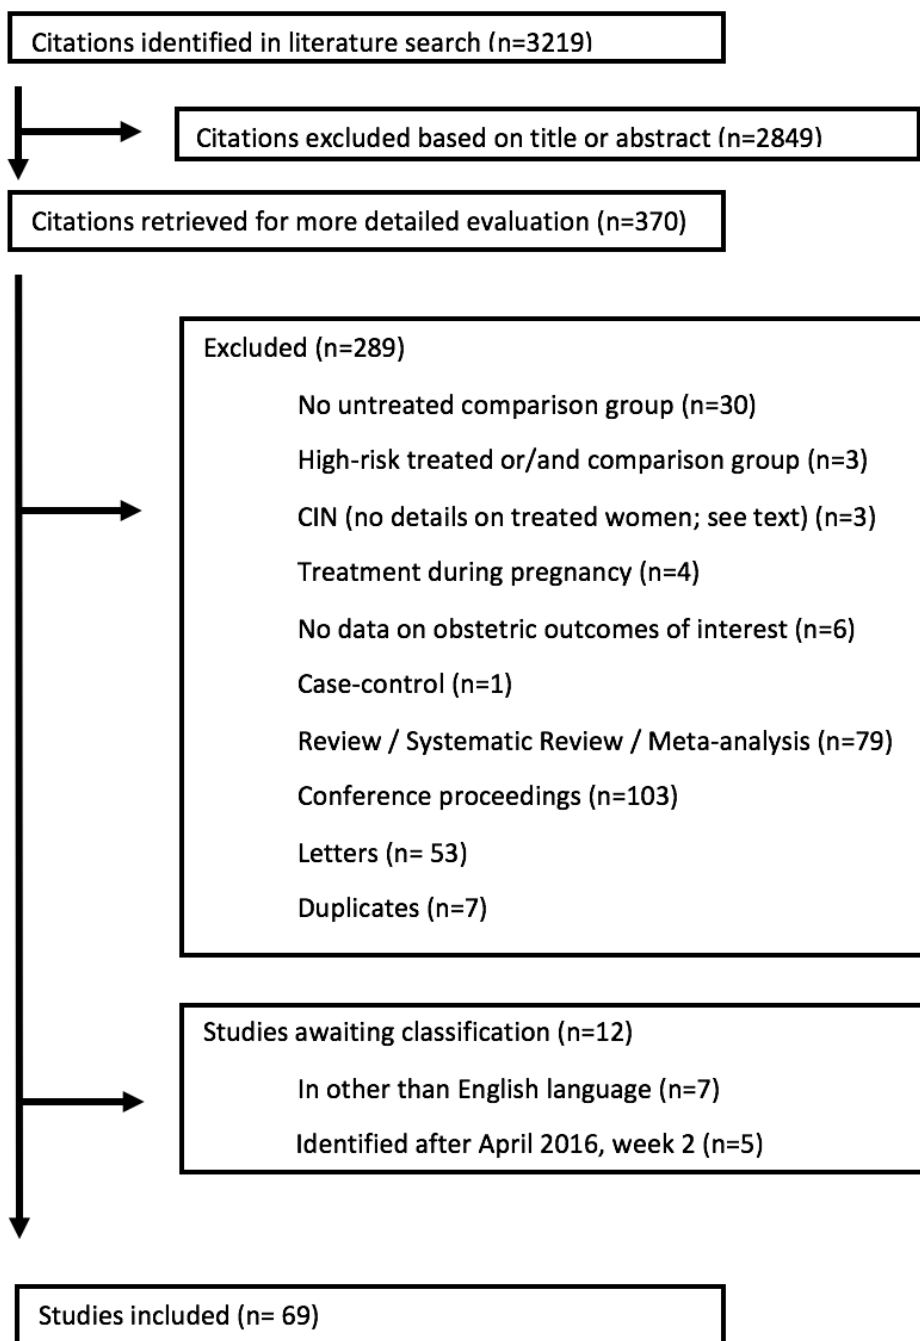 Citations identified in literature search (n=3219)
Citations excluded based on title or abstract (n=2849)
Citations retrieved for more detailed evaluation (n=370)
Excluded (n=289)
No untreated comparison group (n=30)
High-risk treated or/and comparison group (n=3)
CIN (no details on treated women; see text) (n=3)
Treatment during pregnancy (n=4)
No data on obstetric outcomes of interest (n=6)
Case-control (n=1)
Review / Systematic Review / Meta-analysis (n=79)
Conference proceedings (n=103)
Letters (n= 53)
Duplicates (n=7)
Studies awaiting classification (n=12)
In other than English language (n=7)
Identified after April 2016, week 2 (n=5)
Studies included (n= 69)